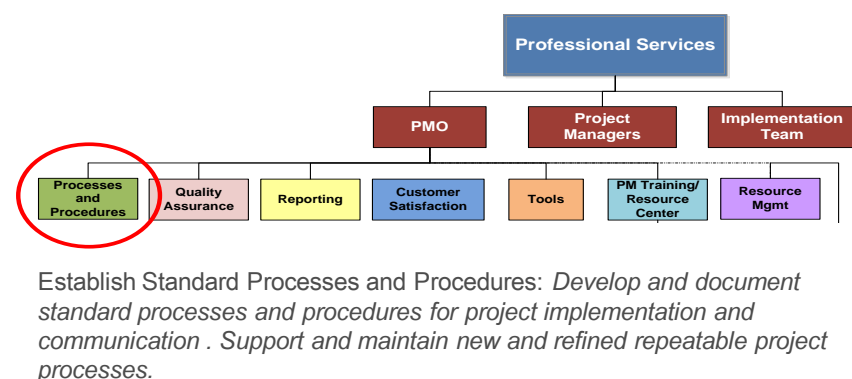 Professional Services
PMO
Project
Managers
Implementation
Team
Processes
and
Procedures
Quality
Assurance
Reporting
Customer
Satisfaction
Tools
PM Training/
Resource
Center
Resource
Mgmt
Establish Standard Processes and Procedures: Develop and document
standard processes and procedures for project implementation and
communication . Support and maintain new and refined repeatable project
processes.